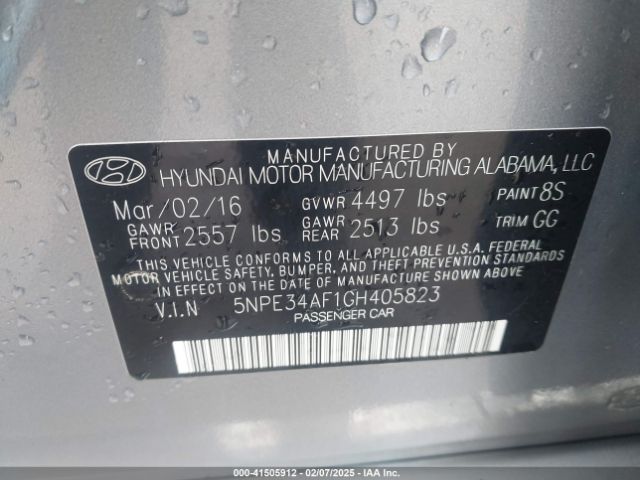 MANUFACTURED BY
HYUNDAI MOTOR MANUFACTURING ALABAMA, LLC
Mar/02/16 GVWR 4497 lbs PAINT 8S
GAWR FRONT 2557 lbs GAWR REAR 2513 lbs TRIM GG
THIS VEHICLE CONFORMS TO ALL APPLICABLE U.S.A. FEDERAL
MOTOR VEHICLE SAFETY, BUMPER, AND THEFT PREVENTION STANDARDS
IN EFFECT ON THE DATE OF MANUFACTURE SHOWN ABOVE.
V.I.N 5NPE34AF1GH405823
PASSENGER CAR
000-41505912 - 02/07/2025 - IAA Inc.